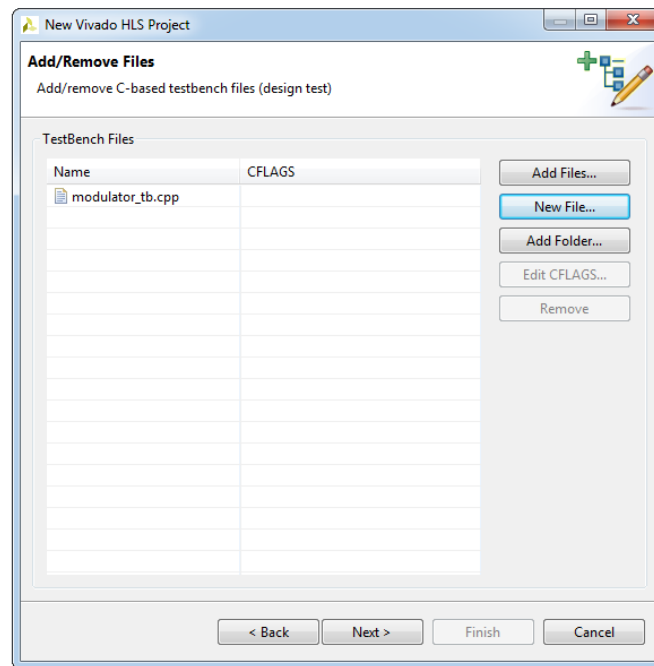 New Vivado HLS Project
Add/Remove Files
Add/remove C-based testbench files (design test)
TestBench Files
Name CFLAGS
modulator_tb.cpp
Add Files...
New File...
Add Folder...
Edit CFLAGS...
Remove
< Back Next > Finish Cancel